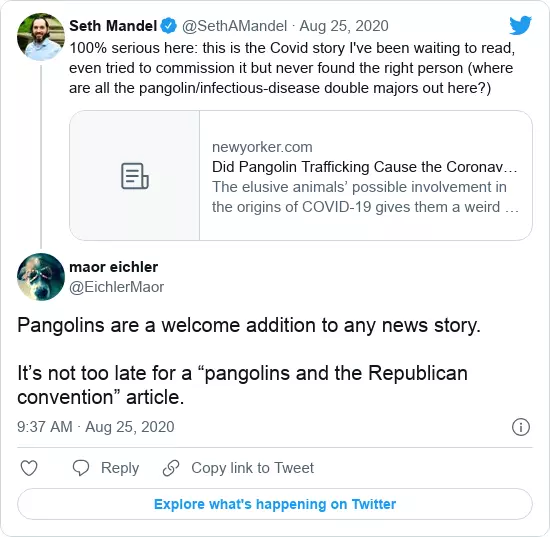 Seth Mandel @SethAMandel · Aug 25, 2020
100% serious here: this is the Covid story I've been waiting to read,
even tried to commission it but never found the right person (where
are all the pangolin/infectious-disease double majors out here?)
newyorker.com
Did Pangolin Trafficking Cause the Coronav…
The elusive animals’ possible involvement in
the origins of COVID-19 gives them a weird …
maor eichler
@EichlerMaor
Pangolins are a welcome addition to any news story.
It’s not too late for a “pangolins and the Republican
convention” article.
9:37 AM · Aug 25, 2020
Reply
Copy link to Tweet
Explore what's happening on Twitter